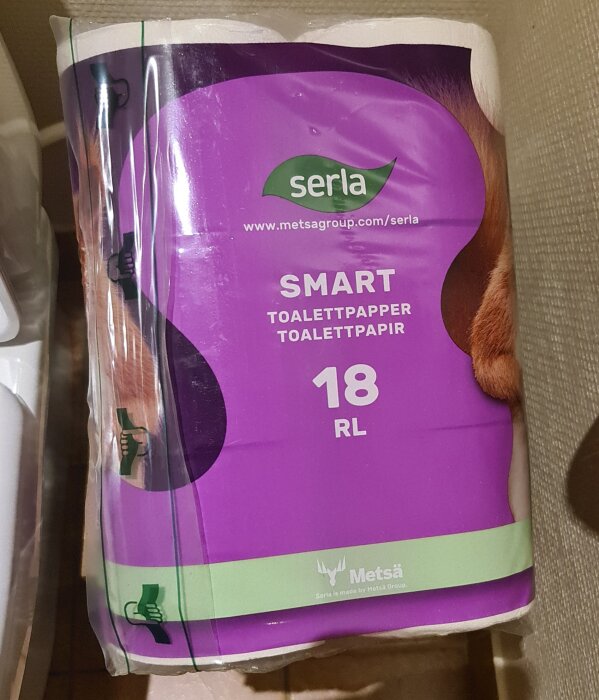 serla
www.metsagroup.com/serla
SMART
TOALETTPAPPER
TOALETTPAPIR
18
RL
Metsä
Serla is made by Metsä Group